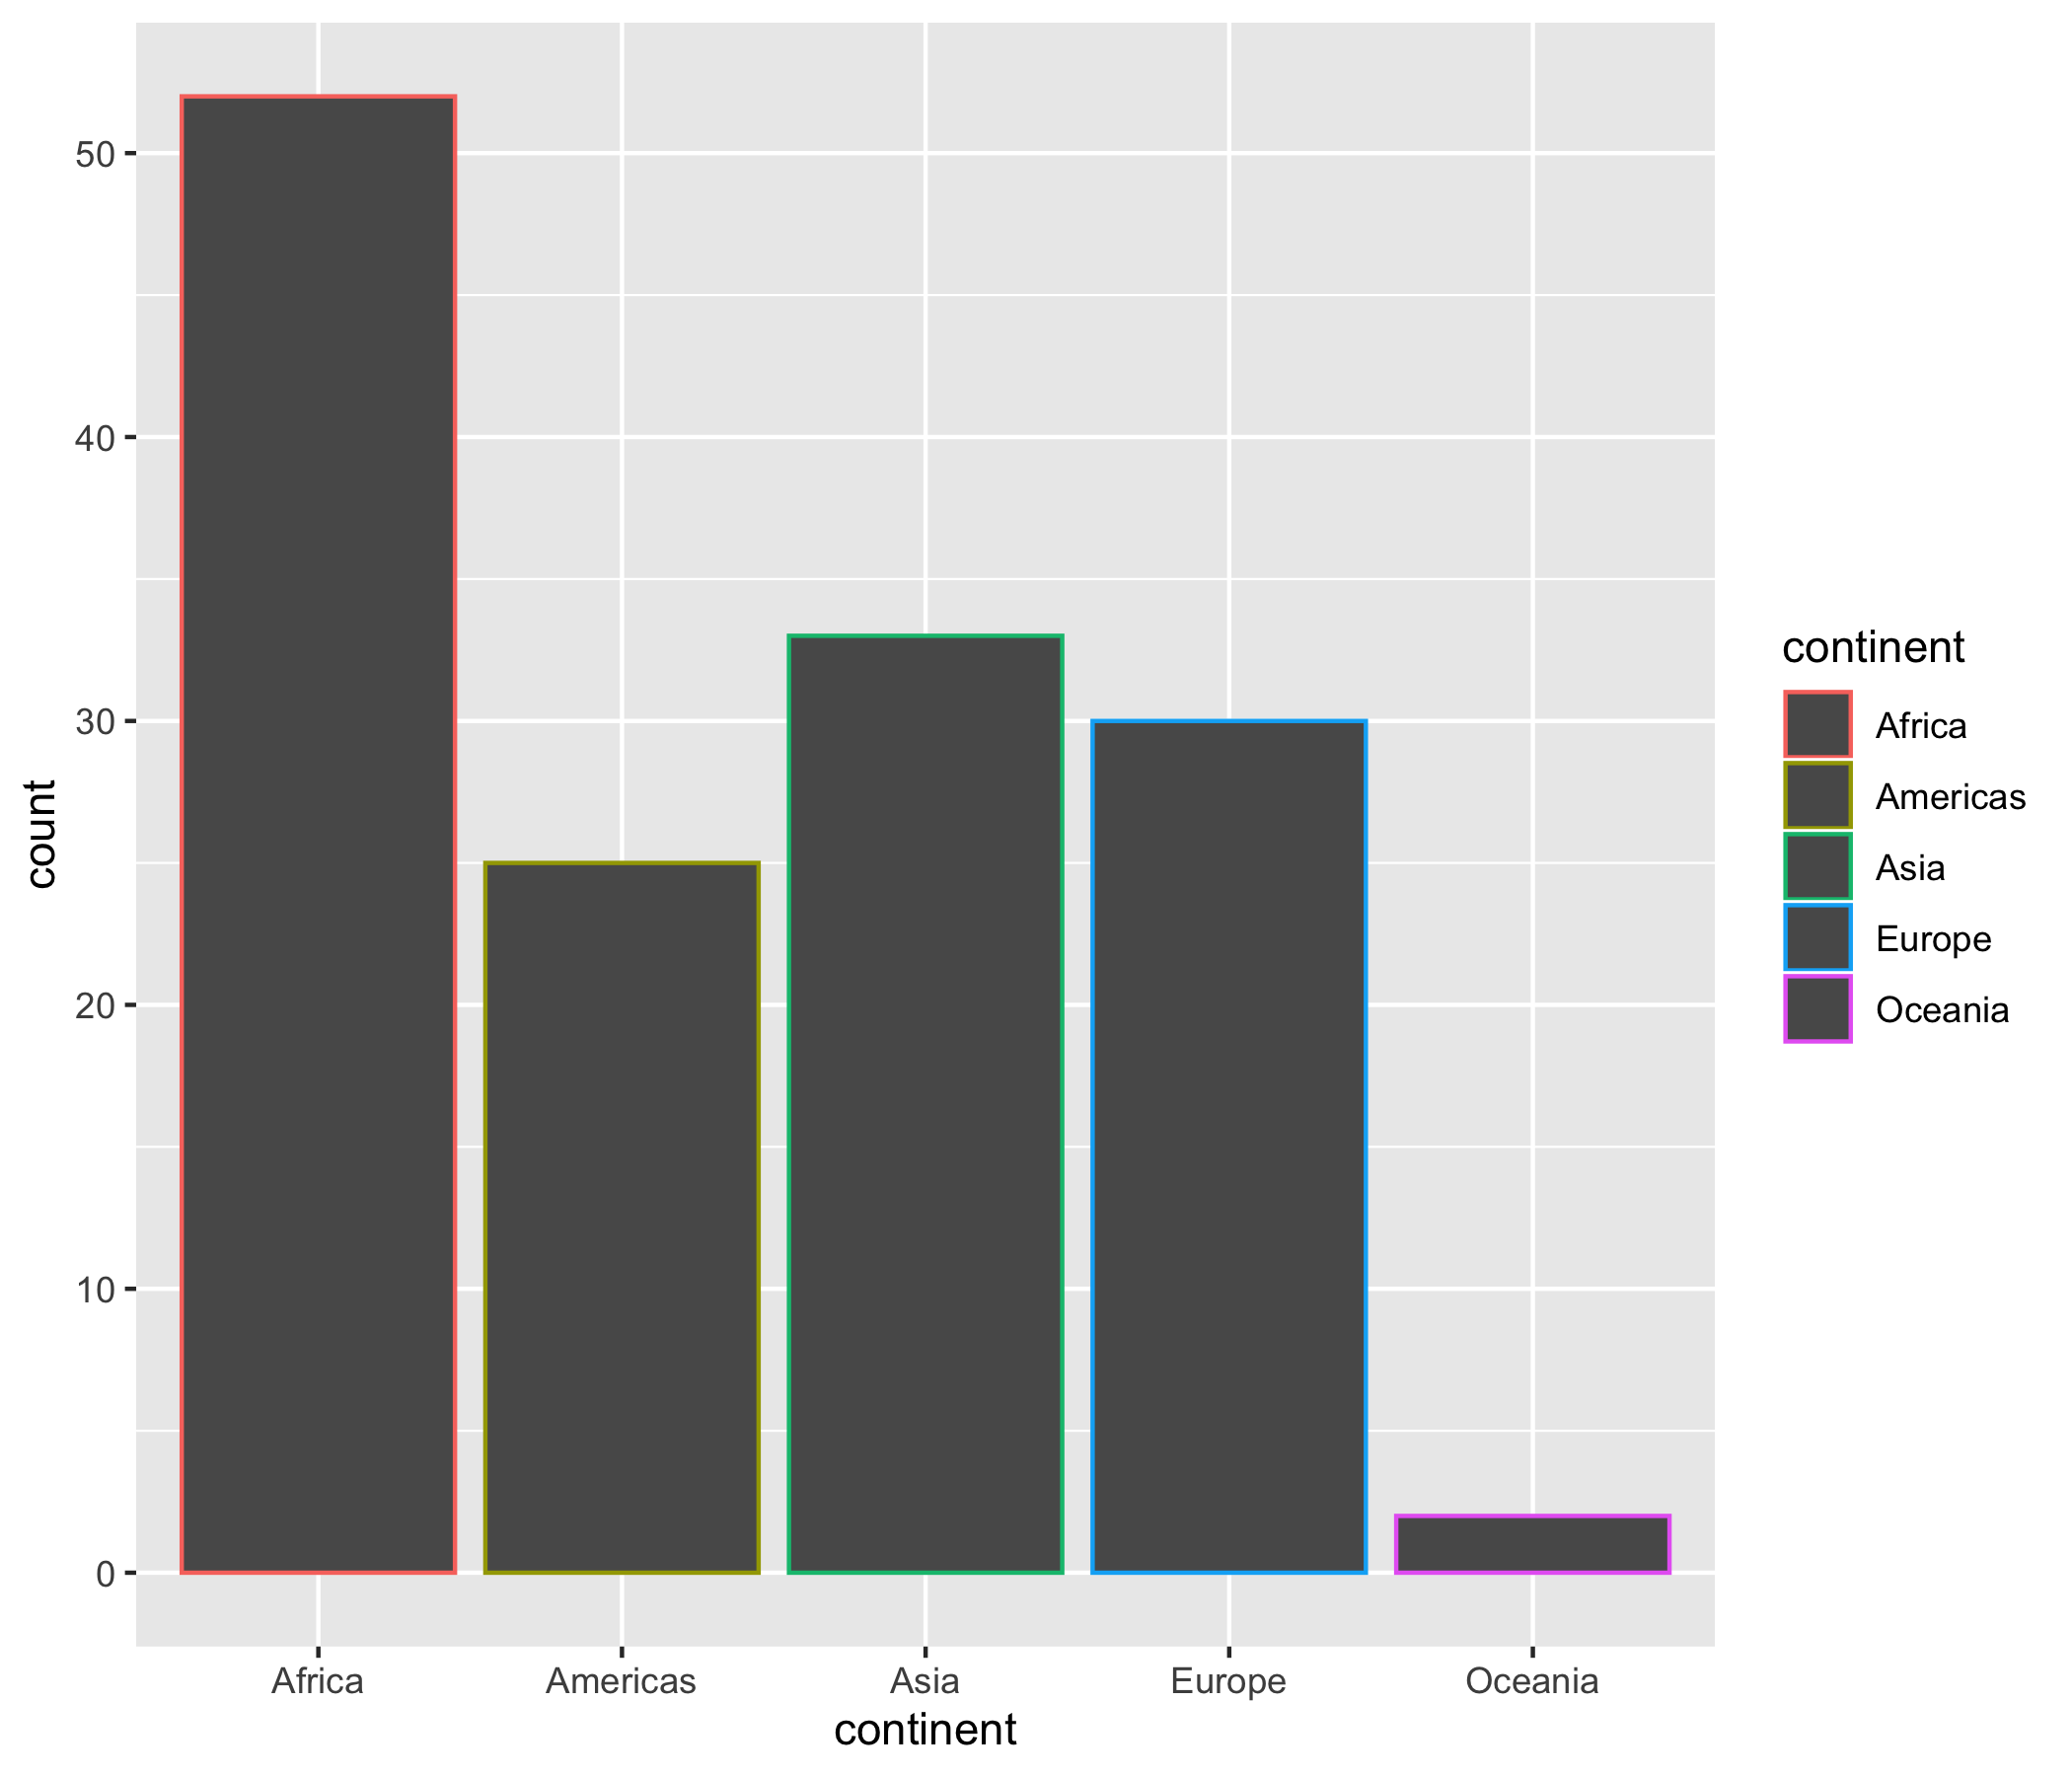 50
40
30
20
10
0
count
Africa
Americas
Asia
Europe
Oceania
continent
continent
Africa
Americas
Asia
Europe
Oceania